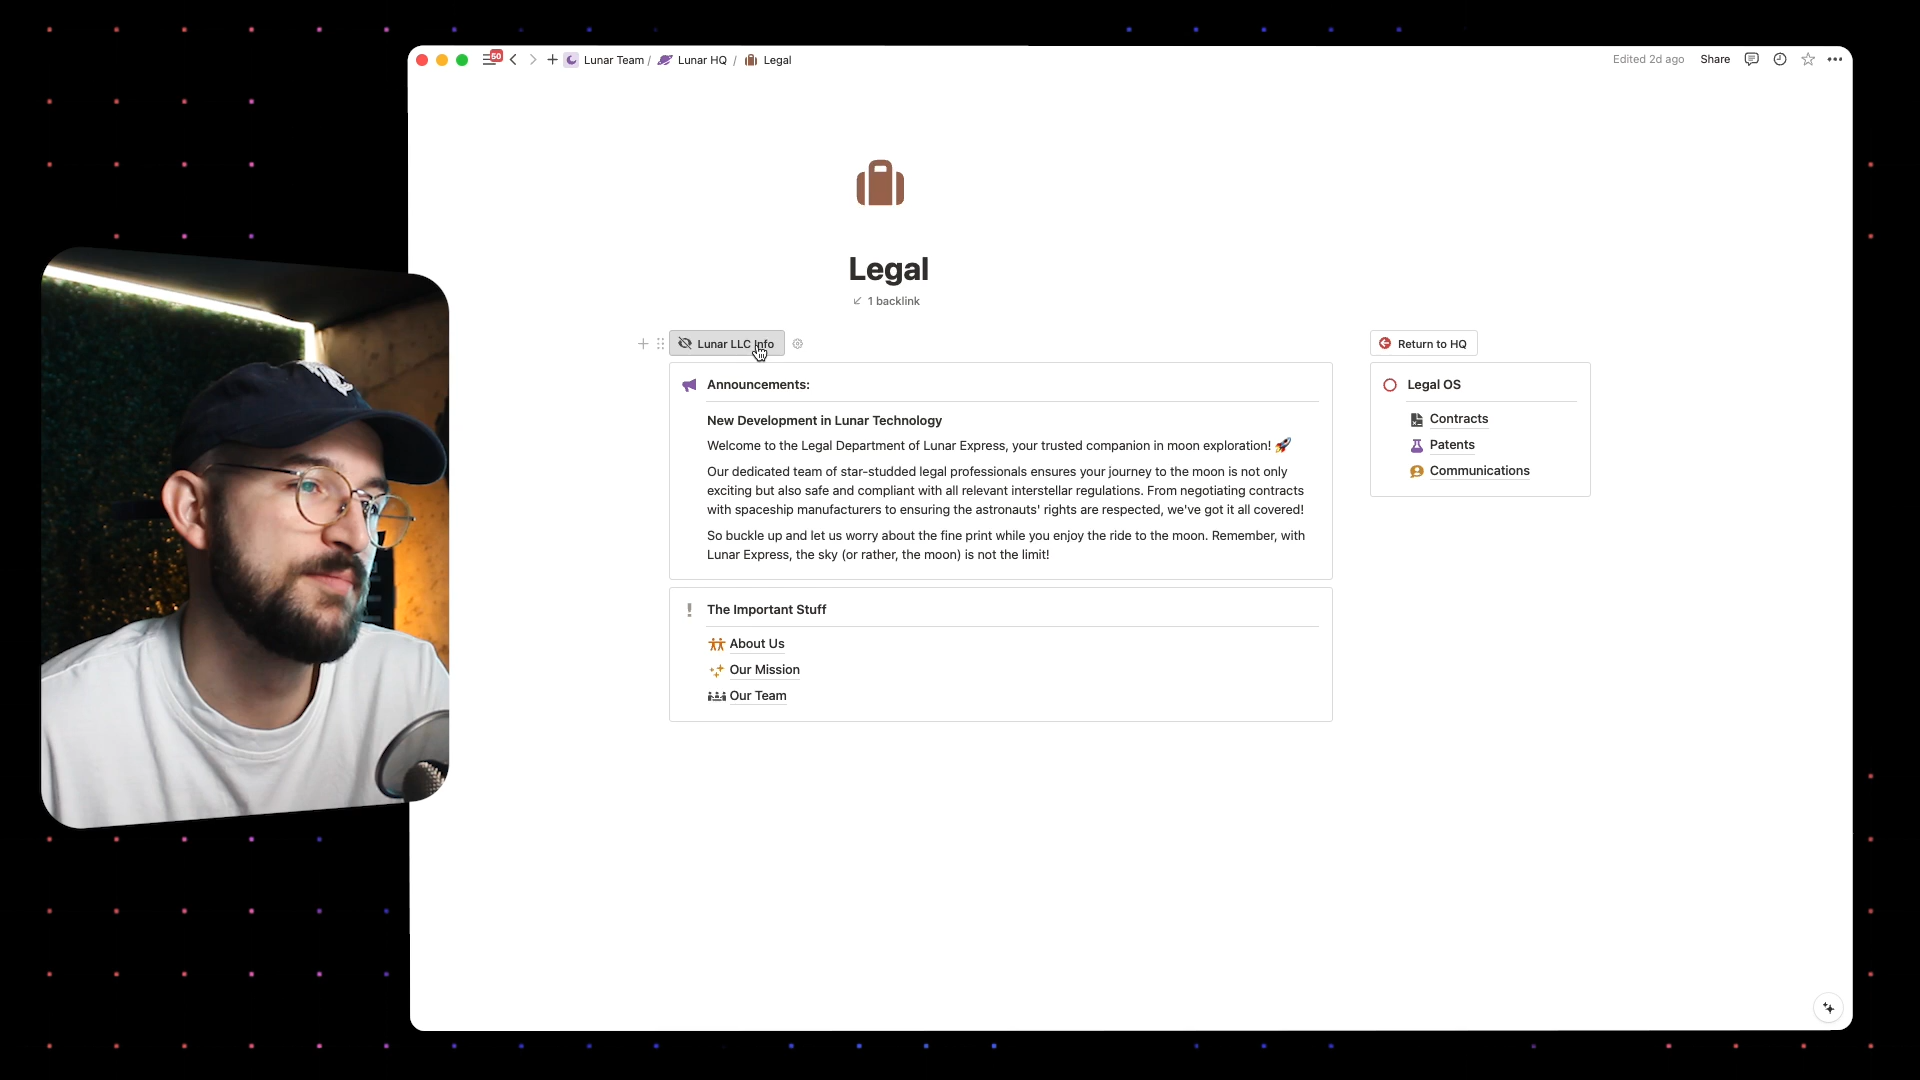 50
Lunar Team / Lunar HQ / Legal
Edited 2d ago Share
Legal
1 backlink
Lunar LLC Info
Return to HQ
Announcements:
New Development in Lunar Technology
Welcome to the Legal Department of Lunar Express, your trusted companion in moon exploration! 🚀
Our dedicated team of star-studded legal professionals ensures your journey to the moon is not only
exciting but also safe and compliant with all relevant interstellar regulations. From negotiating contracts
with spaceship manufacturers to ensuring the astronauts' rights are respected, we've got it all covered!
So buckle up and let us worry about the fine print while you enjoy the ride to the moon. Remember, with
Lunar Express, the sky (or rather, the moon) is not the limit!
Legal OS
Contracts
Patents
Communications
The Important Stuff
About Us
Our Mission
Our Team